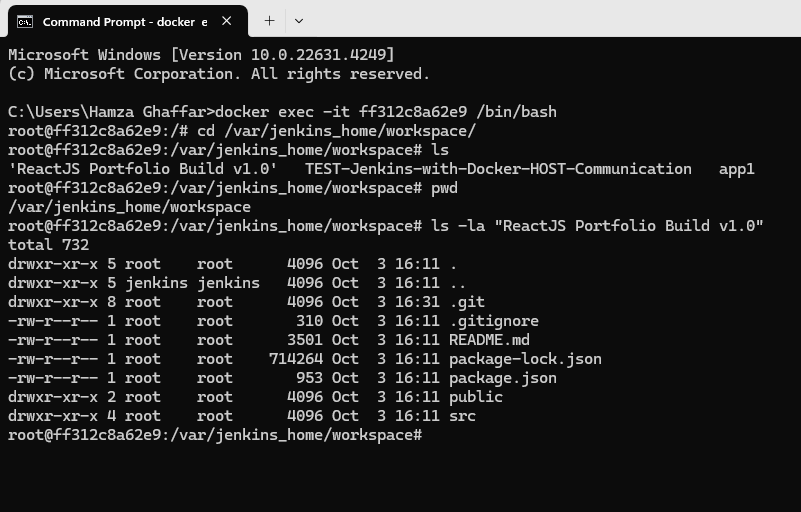 Command Prompt - docker e
Microsoft Windows [Version 10.0.22631.4249]
(c) Microsoft Corporation. All rights reserved.
C:\Users\Hamza Ghaffar>docker exec -it ff312c8a62e9 /bin/bash
root@ff312c8a62e9:/# cd /var/jenkins_home/workspace/
root@ff312c8a62e9:/var/jenkins_home/workspace# ls
'ReactJS Portfolio Build v1.0'   TEST-Jenkins-with-Docker-HOST-Communication   app1
root@ff312c8a62e9:/var/jenkins_home/workspace# pwd
/var/jenkins_home/workspace
root@ff312c8a62e9:/var/jenkins_home/workspace# ls -la "ReactJS Portfolio Build v1.0"
total 732
drwxr-xr-x 5 root    root      4096 Oct  3 16:11 .
drwxr-xr-x 5 jenkins jenkins   4096 Oct  3 16:11 ..
drwxr-xr-x 8 root    root      4096 Oct  3 16:31 .git
-rw-r--r-- 1 root    root       310 Oct  3 16:11 .gitignore
-rw-r--r-- 1 root    root      3501 Oct  3 16:11 README.md
-rw-r--r-- 1 root    root    714264 Oct  3 16:11 package-lock.json
-rw-r--r-- 1 root    root       953 Oct  3 16:11 package.json
drwxr-xr-x 2 root    root      4096 Oct  3 16:11 public
drwxr-xr-x 4 root    root      4096 Oct  3 16:11 src
root@ff312c8a62e9:/var/jenkins_home/workspace#